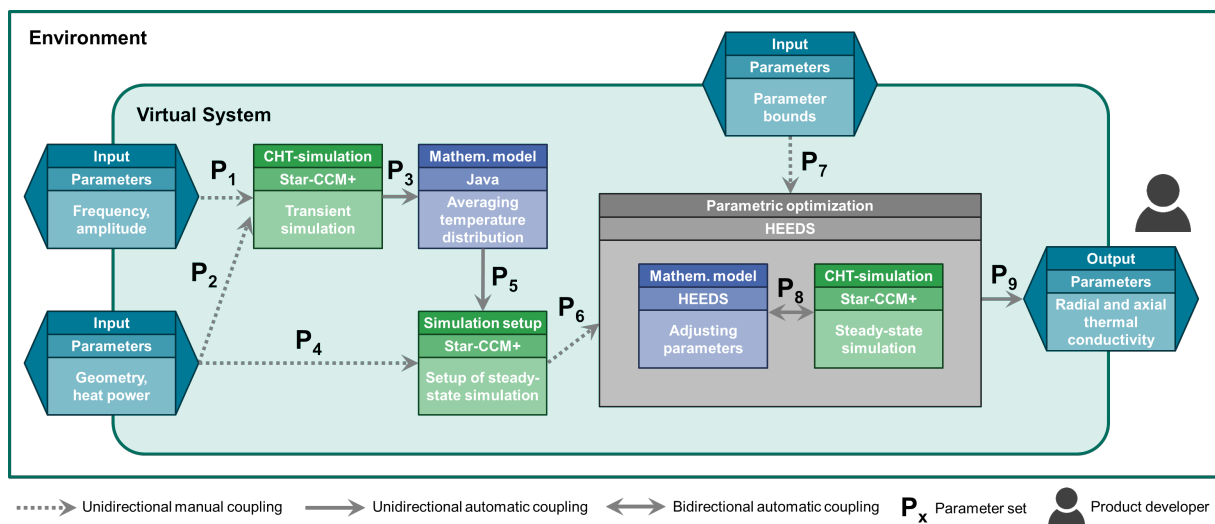 Environment
Virtual System
Input
Parameters
Frequency,
amplitude
P1
CHT-simulation
Star-CCM+
Transient
simulation
P3
Mathem. model
Java
Averaging
temperature
distribution
Input
Parameters
Parameter
bounds
P7
P2
P5
Input
Parameters
Geometry,
heat power
P4
Simulation setup
Star-CCM+
Setup of steady-
state simulation
P6
Parametric optimization
HEEDS
Mathem. model
HEEDS
Adjusting
parameters
P8
CHT-simulation
Star-CCM+
Steady-state
simulation
P9
Output
Parameters
Radial and axial
thermal
conductivity
Unidirectional manual coupling
Unidirectional automatic coupling
Bidirectional automatic coupling
Px Parameter set
Product developer